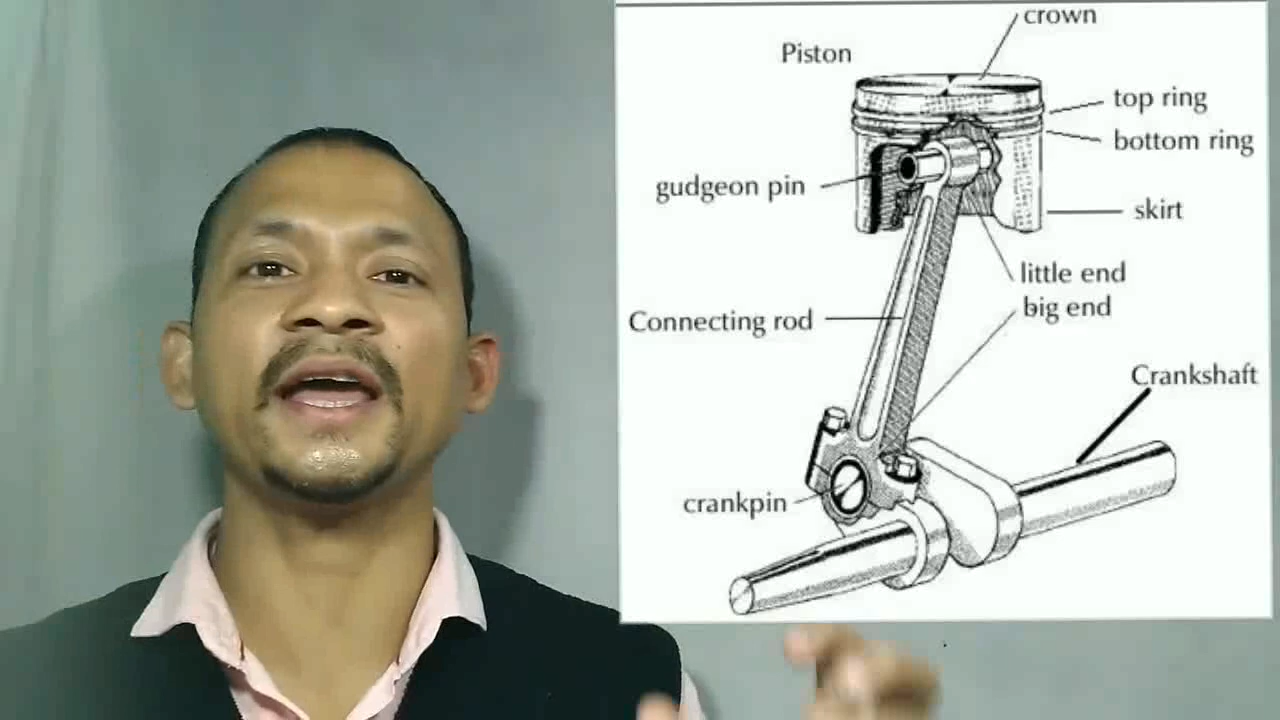 crown
Piston
top ring
bottom ring
gudgeon pin
skirt
little end
big end
Connecting rod
Crankshaft
crankpin